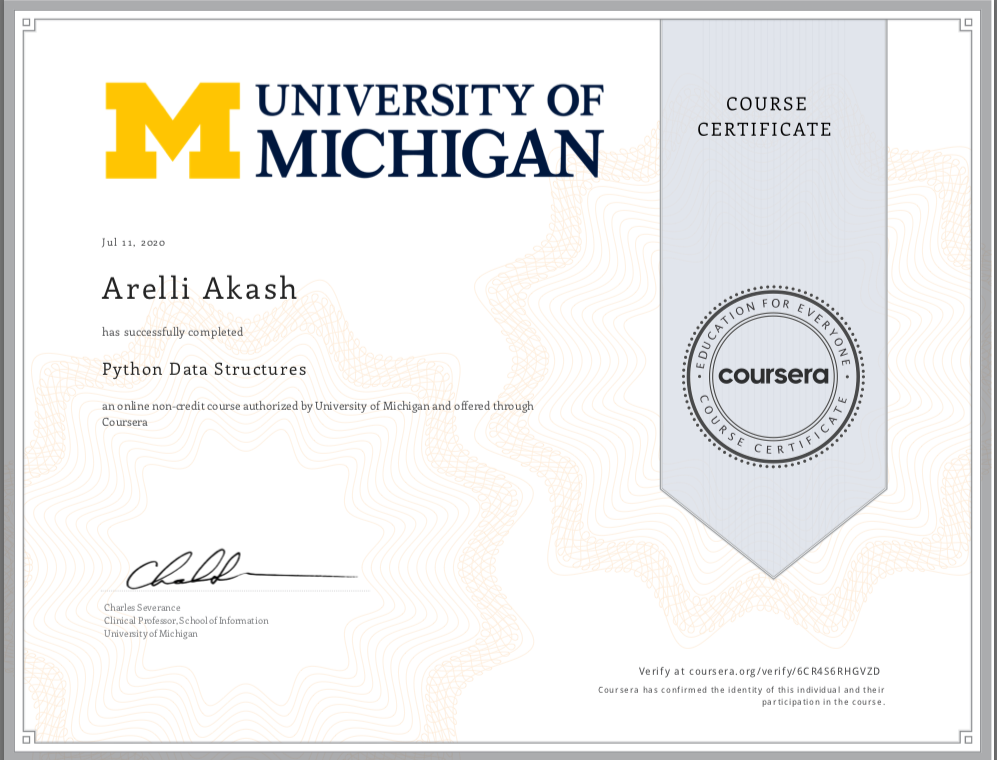 UNIVERSITY OF
MICHIGAN
COURSE
CERTIFICATE
Jul 11, 2020
Arelli Akash
has successfully completed
Python Data Structures
an online non-credit course authorized by University of Michigan and offered through
Coursera
EDUCATION FOR EVERYONE
coursera
COURSE CERTIFICATE
Charles Severance
Clinical Professor, School of Information
University of Michigan
Verify at coursera.org/verify/6CR4S6RHGVZD
Coursera has confirmed the identity of this individual and their
participation in the course.